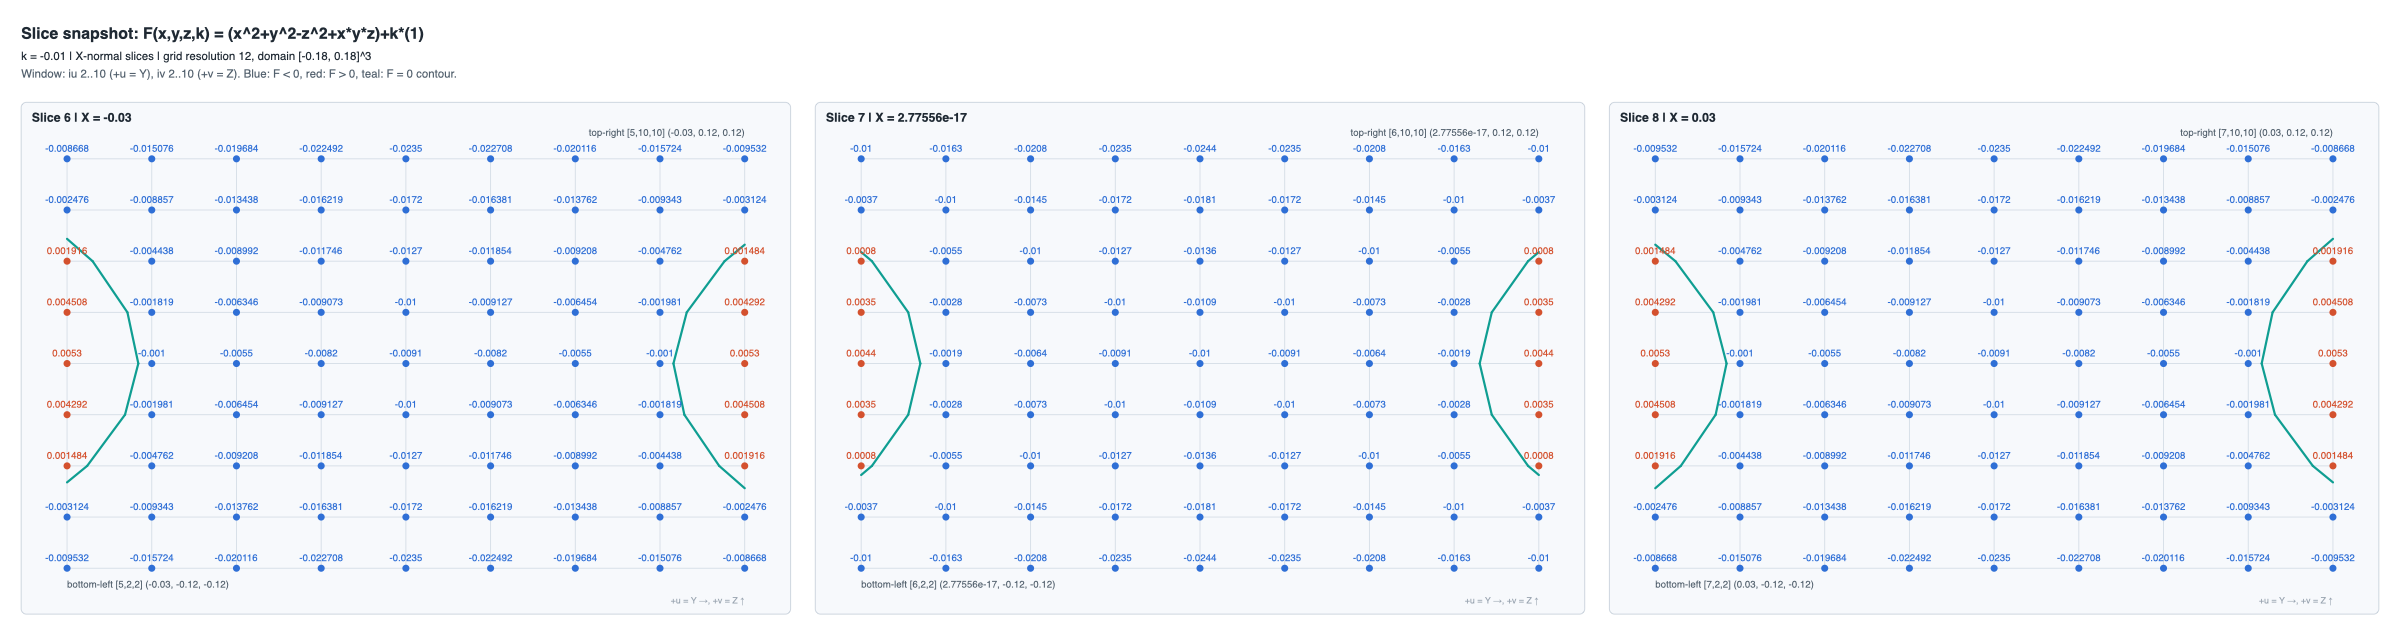 Slice snapshot: F(x,y,z,k) = (x^2+y^2-z^2+x*y*z)+k*(1)
k = -0.01 | X-normal slices | grid resolution 12, domain [-0.18, 0.18]^3
Window: iu 2..10 (+u = Y), iv 2..10 (+v = Z). Blue: F < 0, red: F > 0, teal: F = 0 contour.
Slice 6 | X = -0.03
top-right [5,10,10] (-0.03, 0.12, 0.12)
-0.008668 -0.015076 -0.019684 -0.022492 -0.0235 -0.022708 -0.020116 -0.015724 -0.009532
-0.002476 -0.008857 -0.013438 -0.016219 -0.0172 -0.016381 -0.013762 -0.009343 -0.003124
0.001916 -0.004438 -0.008992 -0.011746 -0.0127 -0.011854 -0.009208 -0.004762 0.001484
0.004508 -0.001819 -0.006346 -0.009073 -0.01 -0.009127 -0.006454 -0.001981 0.004292
0.0053 -0.001 -0.0055 -0.0082 -0.0091 -0.0082 -0.0055 -0.001 0.0053
0.004292 -0.001981 -0.006454 -0.009127 -0.01 -0.009073 -0.006346 -0.001819 0.004508
0.001484 -0.004762 -0.009208 -0.011854 -0.0127 -0.011746 -0.008992 -0.004438 0.001916
-0.003124 -0.009343 -0.013762 -0.016381 -0.0172 -0.016219 -0.013438 -0.008857 -0.002476
-0.009532 -0.015724 -0.020116 -0.022708 -0.0235 -0.022492 -0.019684 -0.015076 -0.008668
bottom-left [5,2,2] (-0.03, -0.12, -0.12)
+u = Y →, +v = Z ↑
Slice 7 | X = 2.77556e-17
top-right [6,10,10] (2.77556e-17, 0.12, 0.12)
-0.01 -0.0163 -0.0208 -0.0235 -0.0244 -0.0235 -0.0208 -0.0163 -0.01
-0.0037 -0.01 -0.0145 -0.0172 -0.0181 -0.0172 -0.0145 -0.01 -0.0037
0.0008 -0.0055 -0.01 -0.0127 -0.0136 -0.0127 -0.01 -0.0055 0.0008
0.0035 -0.0028 -0.0073 -0.01 -0.0109 -0.01 -0.0073 -0.0028 0.0035
0.0044 -0.0019 -0.0064 -0.0091 -0.01 -0.0091 -0.0064 -0.0019 0.0044
0.0035 -0.0028 -0.0073 -0.01 -0.0109 -0.01 -0.0073 -0.0028 0.0035
0.0008 -0.0055 -0.01 -0.0127 -0.0136 -0.0127 -0.01 -0.0055 0.0008
-0.0037 -0.01 -0.0145 -0.0172 -0.0181 -0.0172 -0.0145 -0.01 -0.0037
-0.01 -0.0163 -0.0208 -0.0235 -0.0244 -0.0235 -0.0208 -0.0163 -0.01
bottom-left [6,2,2] (2.77556e-17, -0.12, -0.12)
+u = Y →, +v = Z ↑
Slice 8 | X = 0.03
top-right [7,10,10] (0.03, 0.12, 0.12)
-0.009532 -0.015724 -0.020116 -0.022708 -0.0235 -0.022492 -0.019684 -0.015076 -0.008668
-0.003124 -0.009343 -0.013762 -0.016381 -0.0172 -0.016219 -0.013438 -0.008857 -0.002476
0.001484 -0.004762 -0.009208 -0.011854 -0.0127 -0.011746 -0.008992 -0.004438 0.001916
0.004292 -0.001981 -0.006454 -0.009127 -0.01 -0.009073 -0.006346 -0.001819 0.004508
0.0053 -0.001 -0.0055 -0.0082 -0.0091 -0.0082 -0.0055 -0.001 0.0053
0.004508 -0.001819 -0.006346 -0.009073 -0.01 -0.009127 -0.006454 -0.001981 0.004292
0.001916 -0.004438 -0.008992 -0.011746 -0.0127 -0.011854 -0.009208 -0.004762 0.001484
-0.002476 -0.008857 -0.013438 -0.016219 -0.0172 -0.016381 -0.013762 -0.009343 -0.003124
-0.008668 -0.015076 -0.019684 -0.022492 -0.0235 -0.022708 -0.020116 -0.015724 -0.009532
bottom-left [7,2,2] (0.03, -0.12, -0.12)
+u = Y →, +v = Z ↑